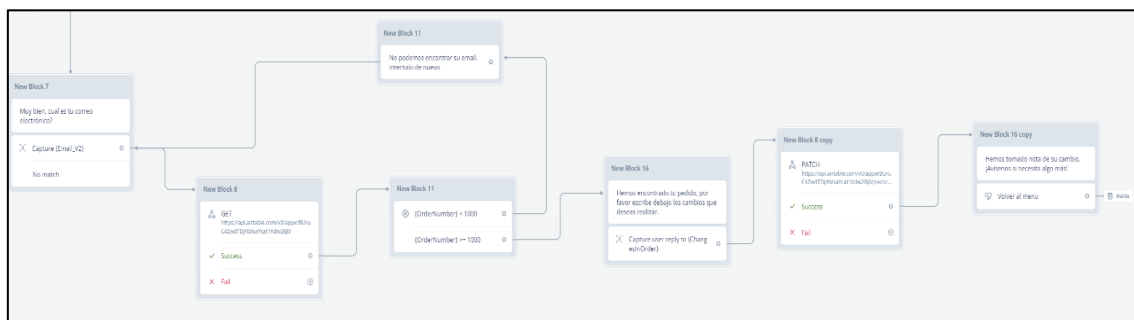 New Block 7
Muy bien, cual es tu correo
electrónico?
Capture {Email_V2}
No match
New Block 11
No podemos encontrar su email.
intentalo de nuevo
New Block 8
GET
Success
Fail
New Block 11
{OrderNumber} < 1000
{OrderNumber} >= 1000
New Block 16
Hemos encontrado tu pedido, por
favor escribe debajo los cambios que
deseas realizar.
Capture user reply to {Chang
esInOrder}
New Block 8 copy
PATCH
Success
Fail
New Block 16 copy
Hemos tomado nota de su cambio.
¡Avisenos si necesita algo más!
Volver al menu
Inicio